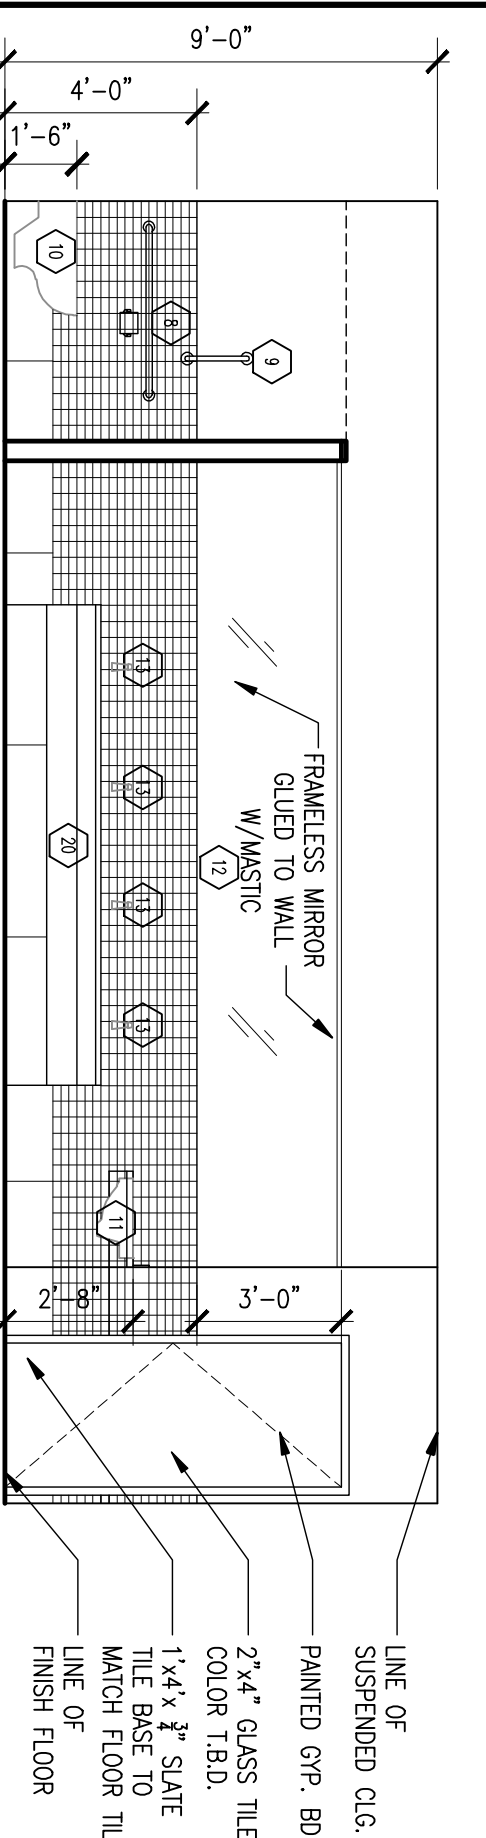 9'-0"
4'-0"
1'-6"
10
8
9
13
13
13
13
20
12
11
FRAMELESS MIRROR
GLUED TO WALL
W/MASTIC
2'-8"
3'-0"
LINE OF
SUSPENDED CLG.
PAINTED GYP. BD
2"x4" GLASS TILE
COLOR T.B.D.
1'x4'x 3/4" SLATE
TILE BASE TO
MATCH FLOOR TIL
LINE OF
FINISH FLOOR